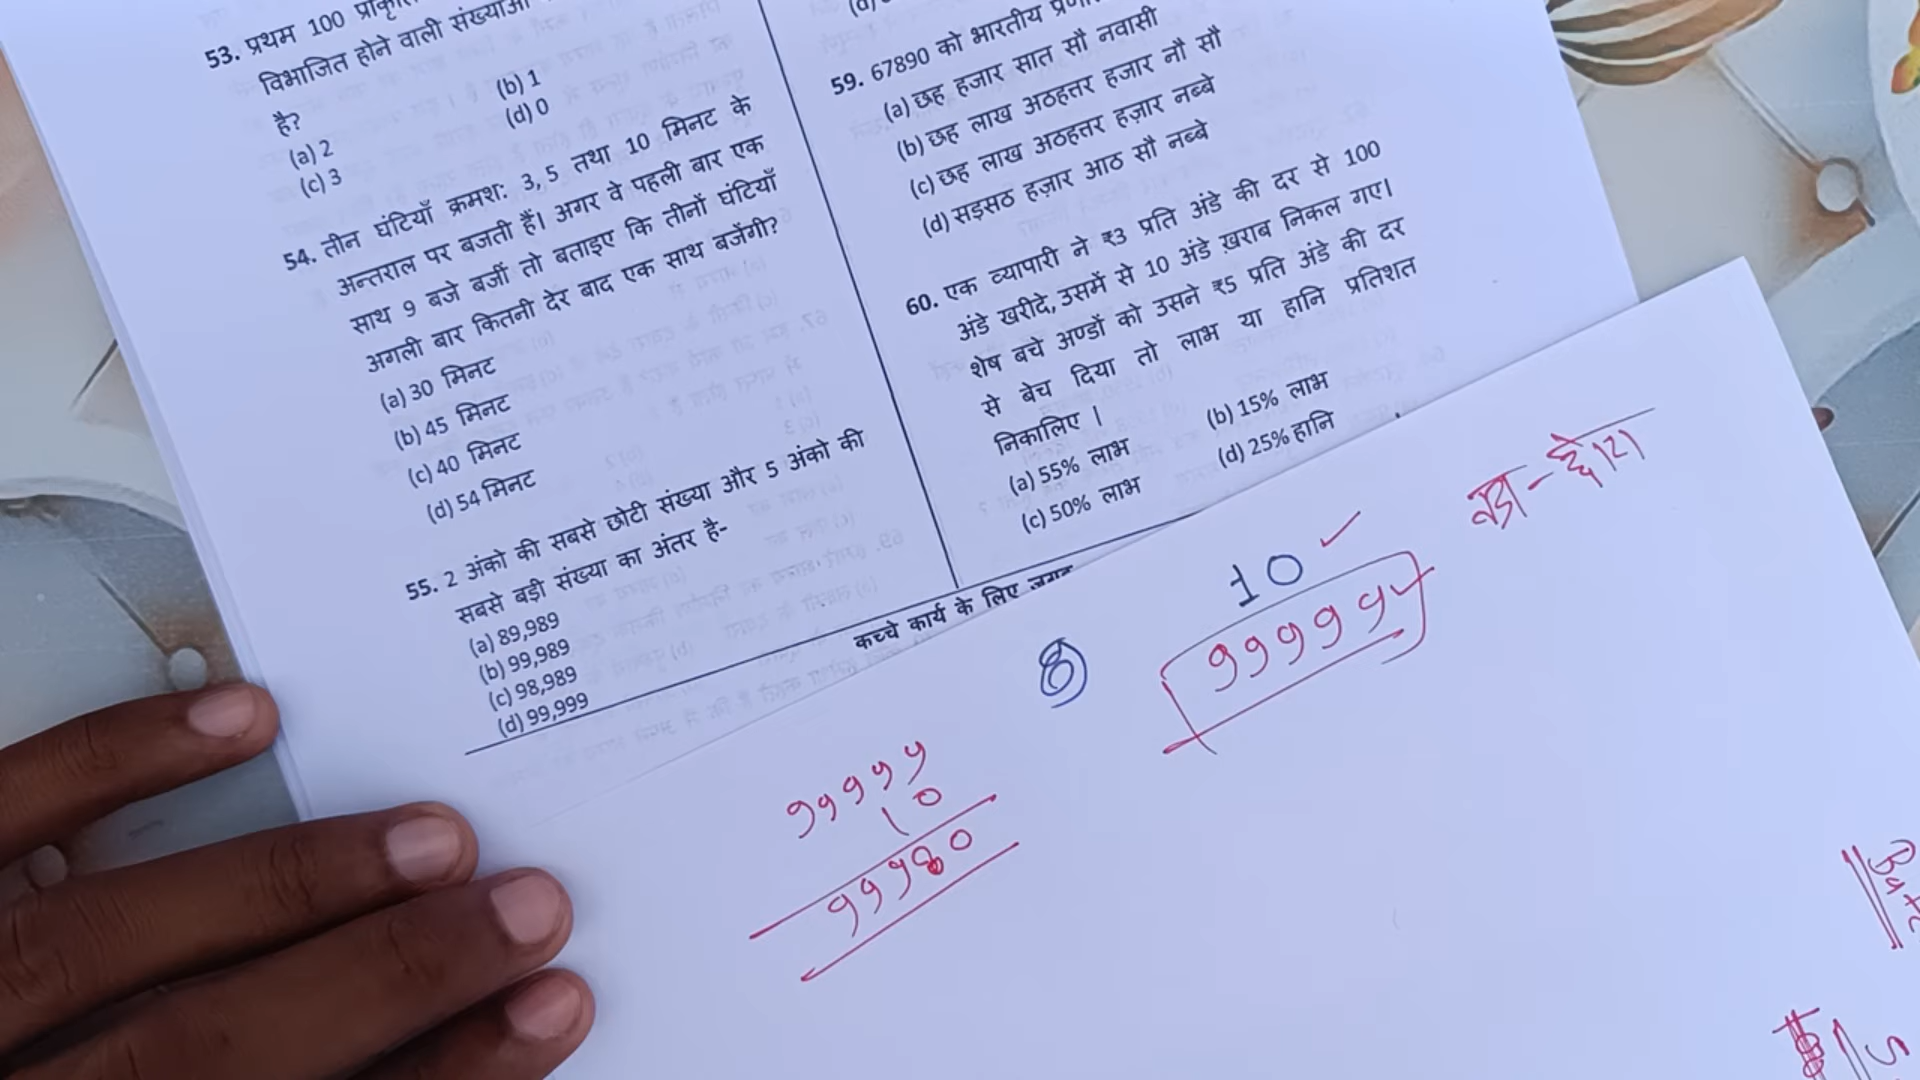 53. प्रथम 100
विभाजित होने वाली
है?
(a) 2
(b) 1
(c) 3
(d) 0
54. तीन घंटियाँ क्रमश: 3, 5 तथा 10 मिनट के
अन्तराल पर बजती हैं। अगर वे पहली बार एक
साथ 9 बजे बजीं तो बताइए कि तीनों घंटियाँ
अगली बार कितनी देर बाद एक साथ बजेंगी?
(a) 30 मिनट
(b) 45 मिनट
(c) 40 मिनट
(d) 54 मिनट
55. 2 अंको की सबसे छोटी संख्या और 5 अंको की
सबसे बड़ी संख्या का अंतर है-
(a) 89,989
(b) 99,989
(c) 98,989
(d) 99,999
59. 67890 को भारतीय
(a) छह हजार सात सौ नवासी
(b) छह लाख अठहत्तर हजार नौ सौ
(c) छह लाख अठहत्तर हज़ार नब्बे
(d) सड़सठ हज़ार आठ सौ नब्बे
60. एक व्यापारी ने ₹3 प्रति अंडे की दर से 100
अंडे खरीदे, उसमें से 10 अंडे ख़राब निकल गए।
शेष बचे अण्डों को उसने ₹5 प्रति अंडे की दर
से बेच दिया तो लाभ या हानि प्रतिशत
निकालिए ।
(a) 55% लाभ
(b) 15% लाभ
(c) 50% लाभ
(d) 25% हानि
कच्चे कार्य के लिए
10
99999
8
99999
10
99980